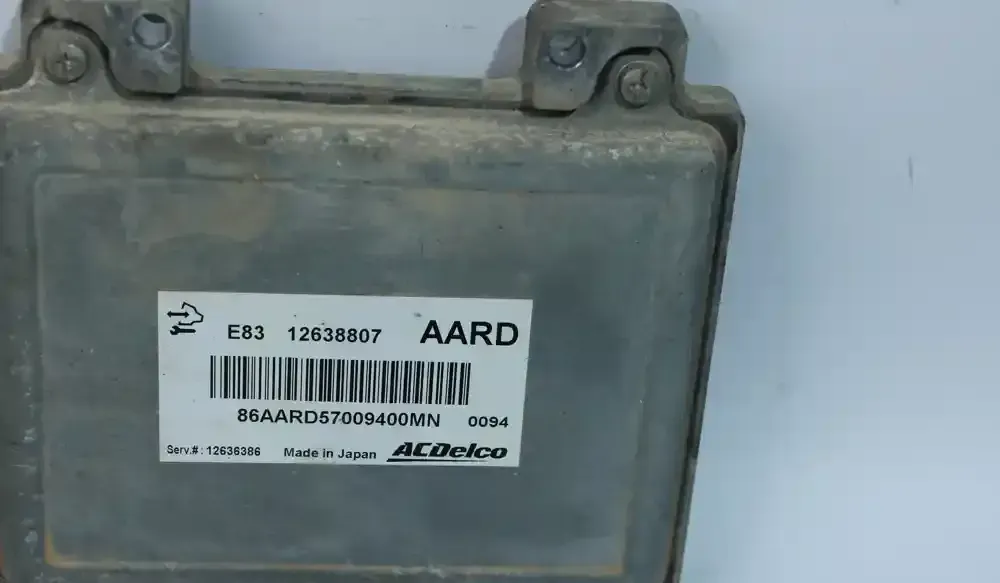 E83 12638807 AARD
86AARD57009400MN 0094
Serv.#: 12636386 Made in Japan ACDelco